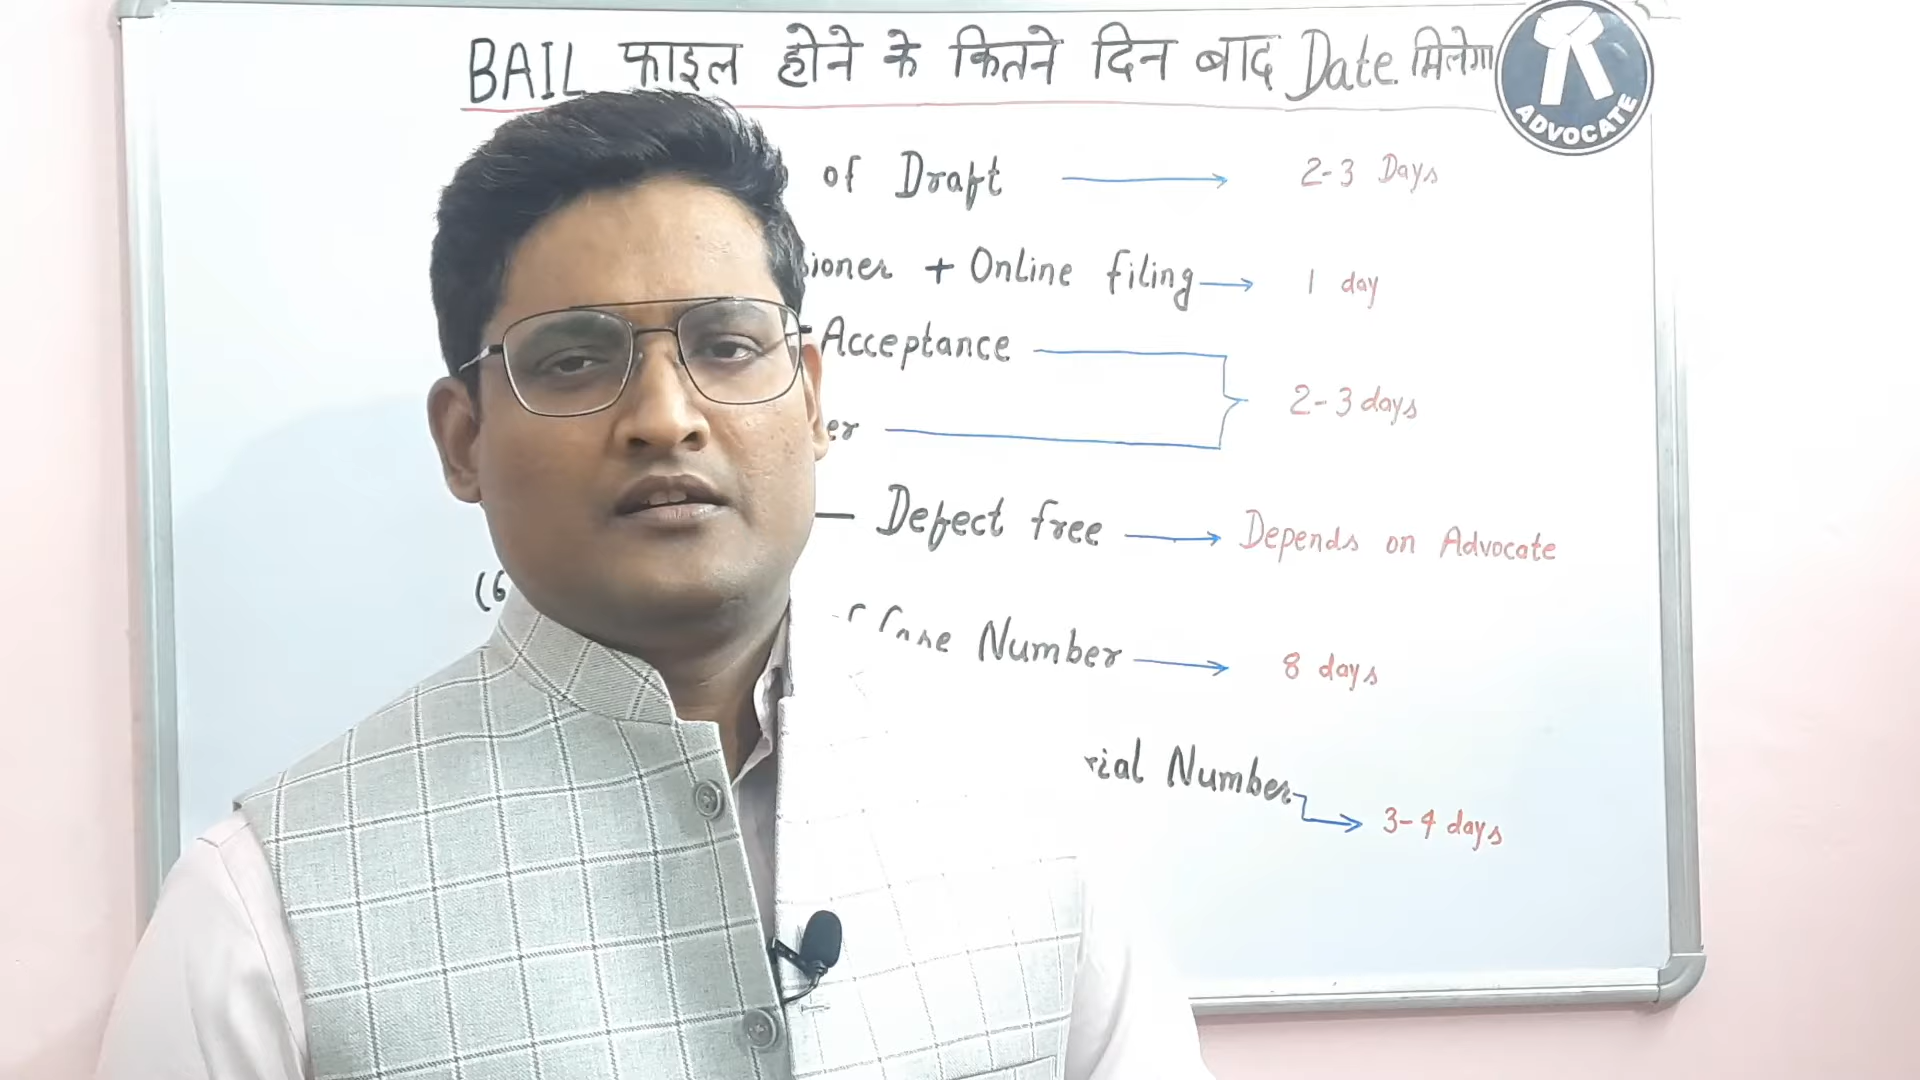 BAIL फाइल होने के कितने दिन बाद Date मिलेगा
ADVOCATE
of Draft → 2-3 Days
+ Online filing → 1 day
Acceptance
2-3 days
— Defect free → Depends on Advocate
(6
Number → 8 days
Number → 3-4 days